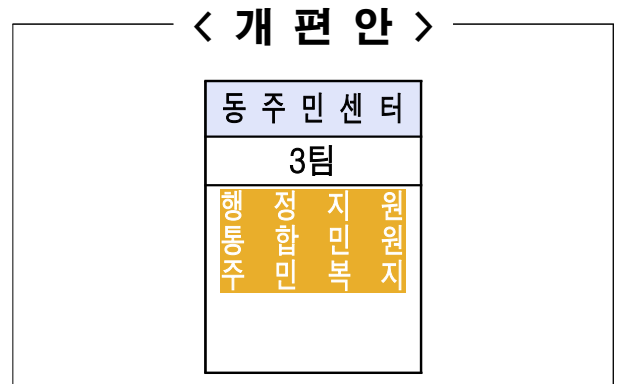 < 개 편 안 >
동 주 민 센 터
3팀
행 정 지 원
통 합 민 원
주 민 복 지